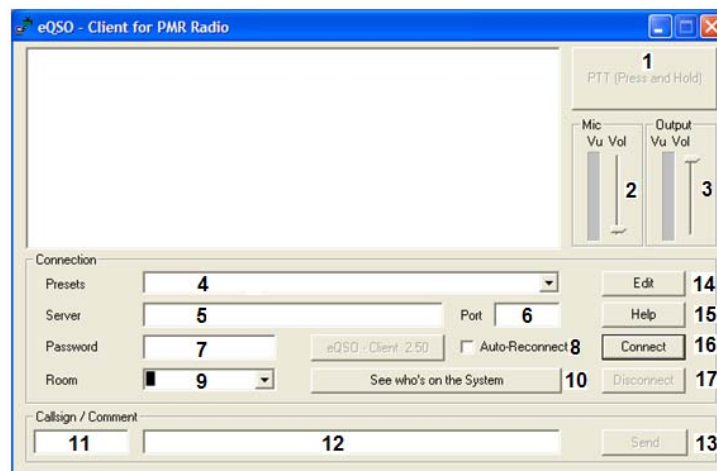 eQSO - Client for PMR Radio
1
PTT (Press and Hold)
Mic
Output
Vu Vol
Vu Vol
2
3
Connection
Presets 4 Edit 14
Server 5 Port 6 Help 15
Password 7 eQSO - Client 2.50 Auto-Reconnect 8 Connect 16
Room 9 See who's on the System 10 Disconnect 17
Callsign / Comment
11 12 Send 13